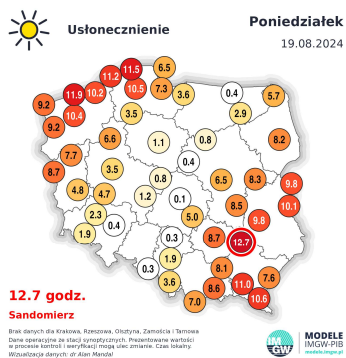 Usłonecznienie
Poniedziałek
19.08.2024
11.5 6.5
11.2
11.9 10.2 10.5 7.3 3.6 0.4 5.7
9.2
10.4 3.5 2.9
9.2
6.6 1.1 0.8 8.2
7.7
8.7 3.5 0.4
0.8 6.5 8.3 9.8
4.8 4.7 1.2 0.1
8.5 10.1
2.3 5.0 9.8
0.4
1.9 0.3 8.7 12.7
1.9
0.3 8.1
3.6 7.6
8.6 11.0
7.0 10.6
12.7 godz.
Sandomierz
Brak danych dla Krakowa, Rzeszowa, Olsztyna, Zamościa i Tarnowa
Dane operacyjne ze stacji synoptycznych. Prezentowane wartości
w procesie kontroli i weryfikacji mogą ulec zmianie. Czas lokalny.
Wizualizacja danych: dr Alan Mandal
IM
GW
MODELE
IMGW-PIB
modele.imgw.pl